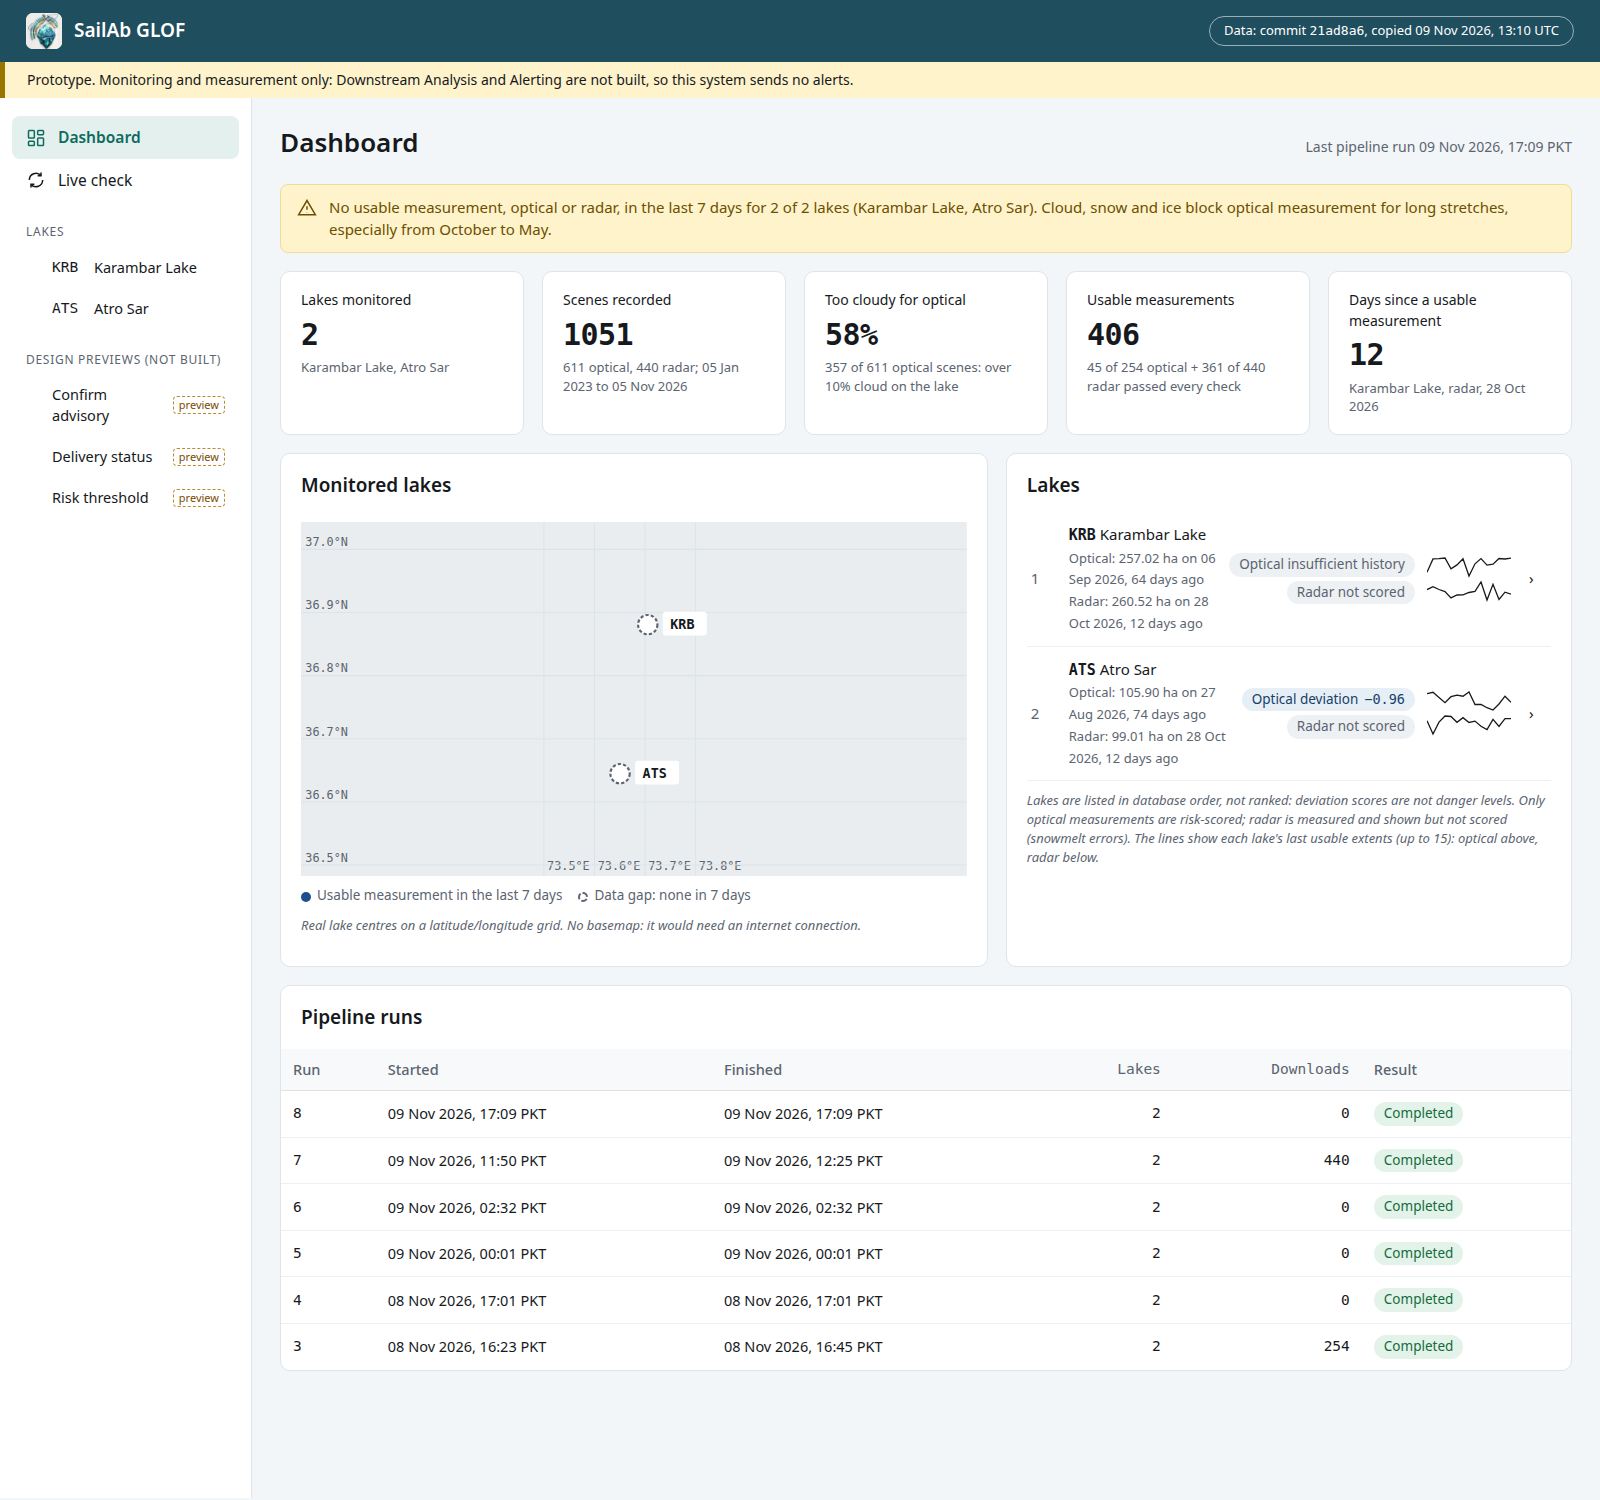 SailAb GLOF
Data: commit 21ad8a6, copied 09 Nov 2026, 13:10 UTC
Prototype. Monitoring and measurement only: Downstream Analysis and Alerting are not built, so this system sends no alerts.
Dashboard
Live check
LAKES
KRB Karambar Lake
ATS Atro Sar
DESIGN PREVIEWS (NOT BUILT)
Confirm
advisory
preview
Delivery status preview
Risk threshold preview
Dashboard
Last pipeline run 09 Nov 2026, 17:09 PKT
No usable measurement, optical or radar, in the last 7 days for 2 of 2 lakes (Karambar Lake, Atro Sar). Cloud, snow and ice block optical measurement for long stretches,
especially from October to May.
Lakes monitored
2
Karambar Lake, Atro Sar
Scenes recorded
1051
611 optical, 440 radar; 05 Jan
2023 to 05 Nov 2026
Too cloudy for optical
58%
357 of 611 optical scenes: over
10% cloud on the lake
Usable measurements
406
45 of 254 optical + 361 of 440
radar passed every check
Days since a usable
measurement
12
Karambar Lake, radar, 28 Oct
2026
Monitored lakes
37.0°N
36.9°N
KRB
36.8°N
36.7°N
ATS
36.6°N
36.5°N
73.5°E 73.6°E 73.7°E 73.8°E
Usable measurement in the last 7 days Data gap: none in 7 days
Real lake centres on a latitude/longitude grid. No basemap: it would need an internet connection.
Lakes
1
KRB Karambar Lake
Optical: 257.02 ha on 06
Sep 2026, 64 days ago
Radar: 260.52 ha on 28
Oct 2026, 12 days ago
Optical insufficient history
Radar not scored
›
2
ATS Atro Sar
Optical: 105.90 ha on 27
Aug 2026, 74 days ago
Radar: 99.01 ha on 28 Oct
2026, 12 days ago
Optical deviation −0.96
Radar not scored
›
Lakes are listed in database order, not ranked: deviation scores are not danger levels. Only
optical measurements are risk-scored; radar is measured and shown but not scored
(snowmelt errors). The lines show each lake's last usable extents (up to 15): optical above,
radar below.
Pipeline runs
Run Started Finished Lakes Downloads Result
8 09 Nov 2026, 17:09 PKT 09 Nov 2026, 17:09 PKT 2 0 Completed
7 09 Nov 2026, 11:50 PKT 09 Nov 2026, 12:25 PKT 2 440 Completed
6 09 Nov 2026, 02:32 PKT 09 Nov 2026, 02:32 PKT 2 0 Completed
5 09 Nov 2026, 00:01 PKT 09 Nov 2026, 00:01 PKT 2 0 Completed
4 08 Nov 2026, 17:01 PKT 08 Nov 2026, 17:01 PKT 2 0 Completed
3 08 Nov 2026, 16:23 PKT 08 Nov 2026, 16:45 PKT 2 254 Completed